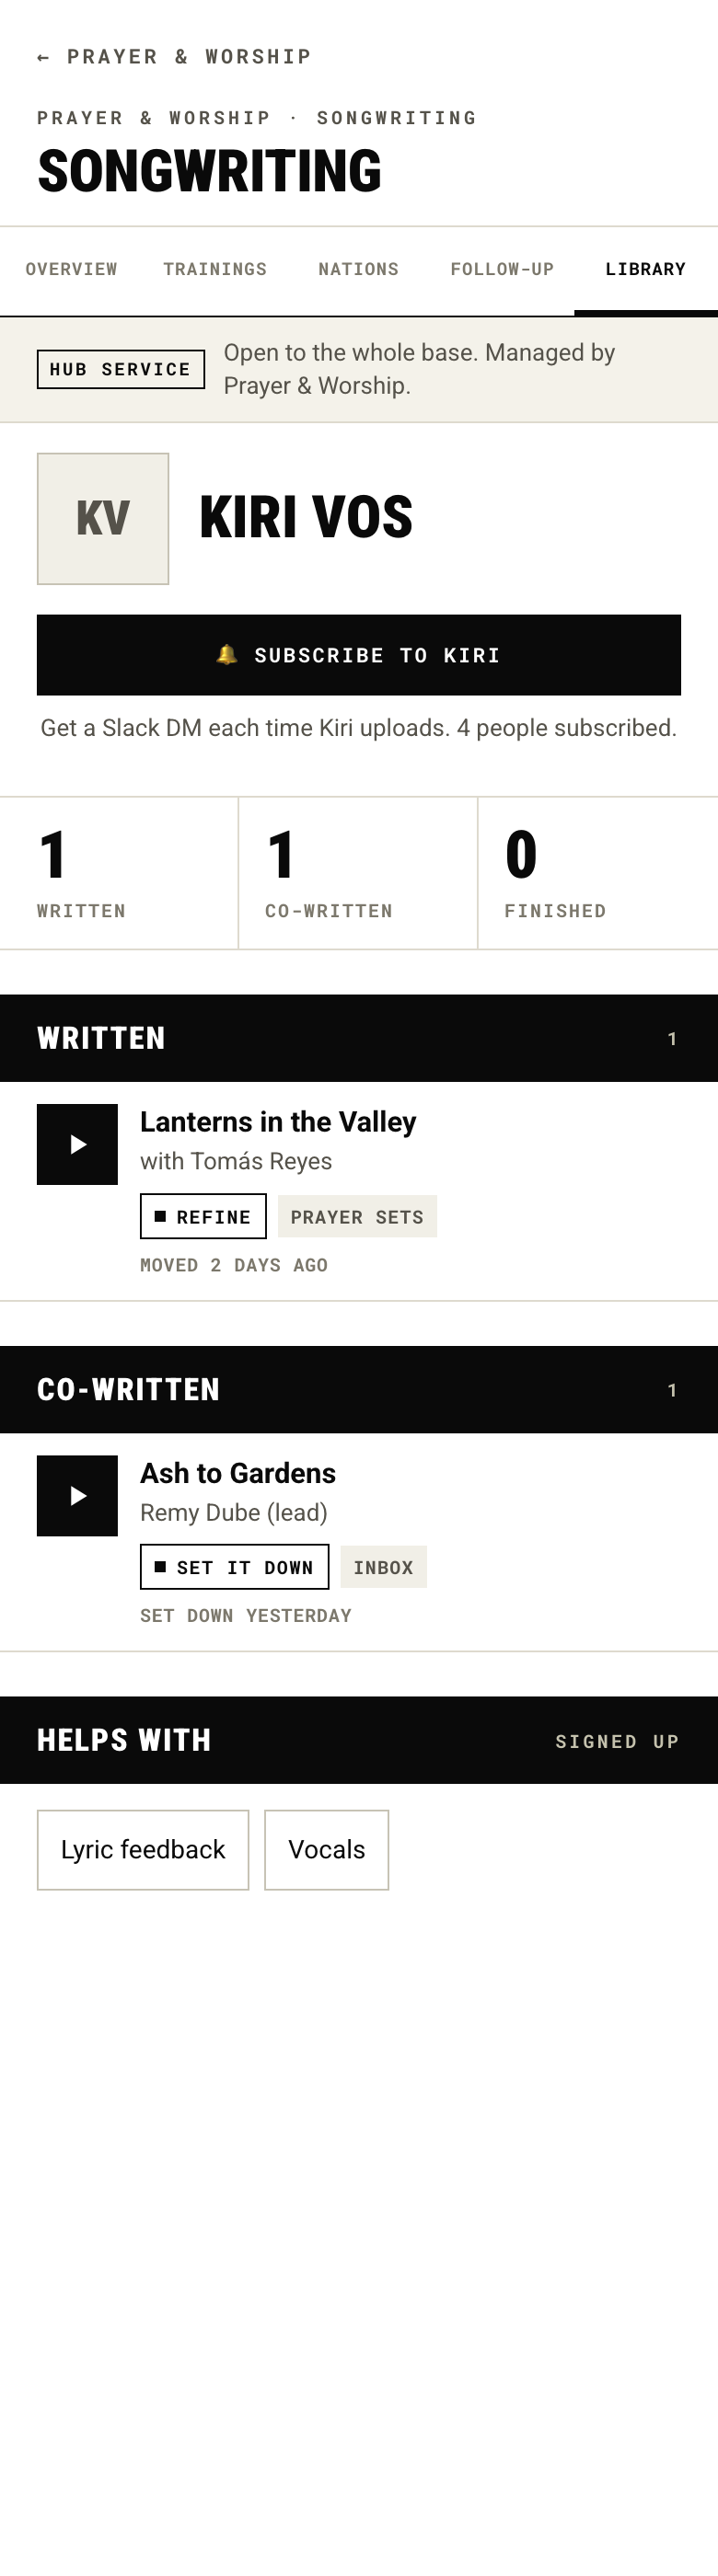 ← PRAYER & WORSHIP
PRAYER & WORSHIP · SONGWRITING
SONGWRITING
OVERVIEW TRAININGS NATIONS FOLLOW-UP LIBRARY
HUB SERVICE
Open to the whole base. Managed by
Prayer & Worship.
KV
KIRI VOS
🔔 SUBSCRIBE TO KIRI
Get a Slack DM each time Kiri uploads. 4 people subscribed.
1 1 0
WRITTEN CO-WRITTEN FINISHED
WRITTEN 1
Lanterns in the Valley
with Tomás Reyes
REFINE PRAYER SETS
MOVED 2 DAYS AGO
CO-WRITTEN 1
Ash to Gardens
Remy Dube (lead)
SET IT DOWN INBOX
SET DOWN YESTERDAY
HELPS WITH SIGNED UP
Lyric feedback Vocals